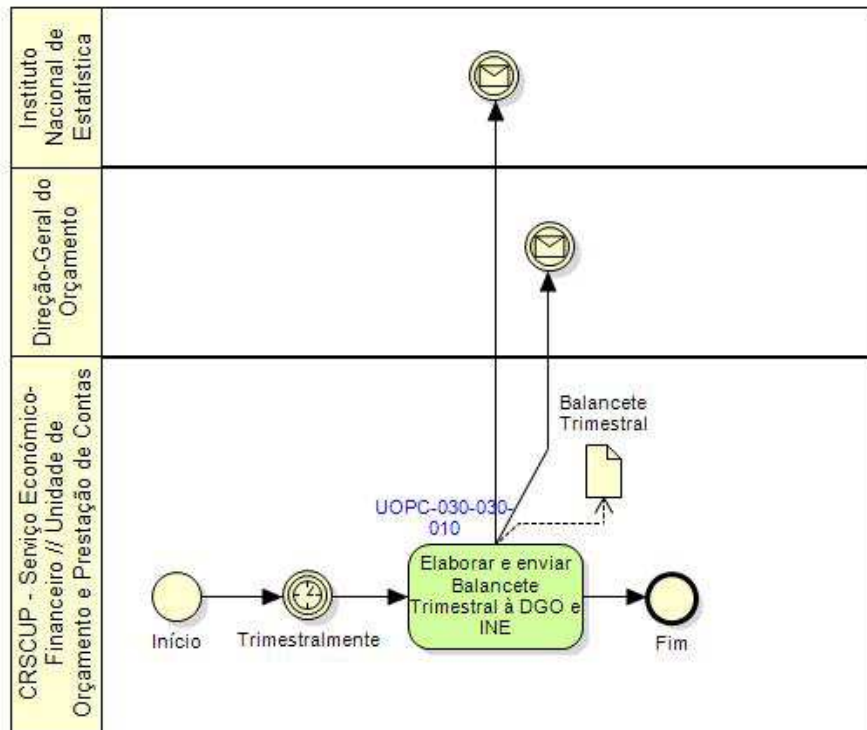 Instituto
Nacional de
Estatística
Direção-Geral do
Orçamento
CRSCUP - Serviço Económico-
Financeiro // Unidade de
Orçamento e Prestação de Contas
Balancete
Trimestral
UOPC-030-030-
010
Elaborar e enviar
Balancete
Trimestral à DGO e
INE
Início
Trimestralmente
Fim